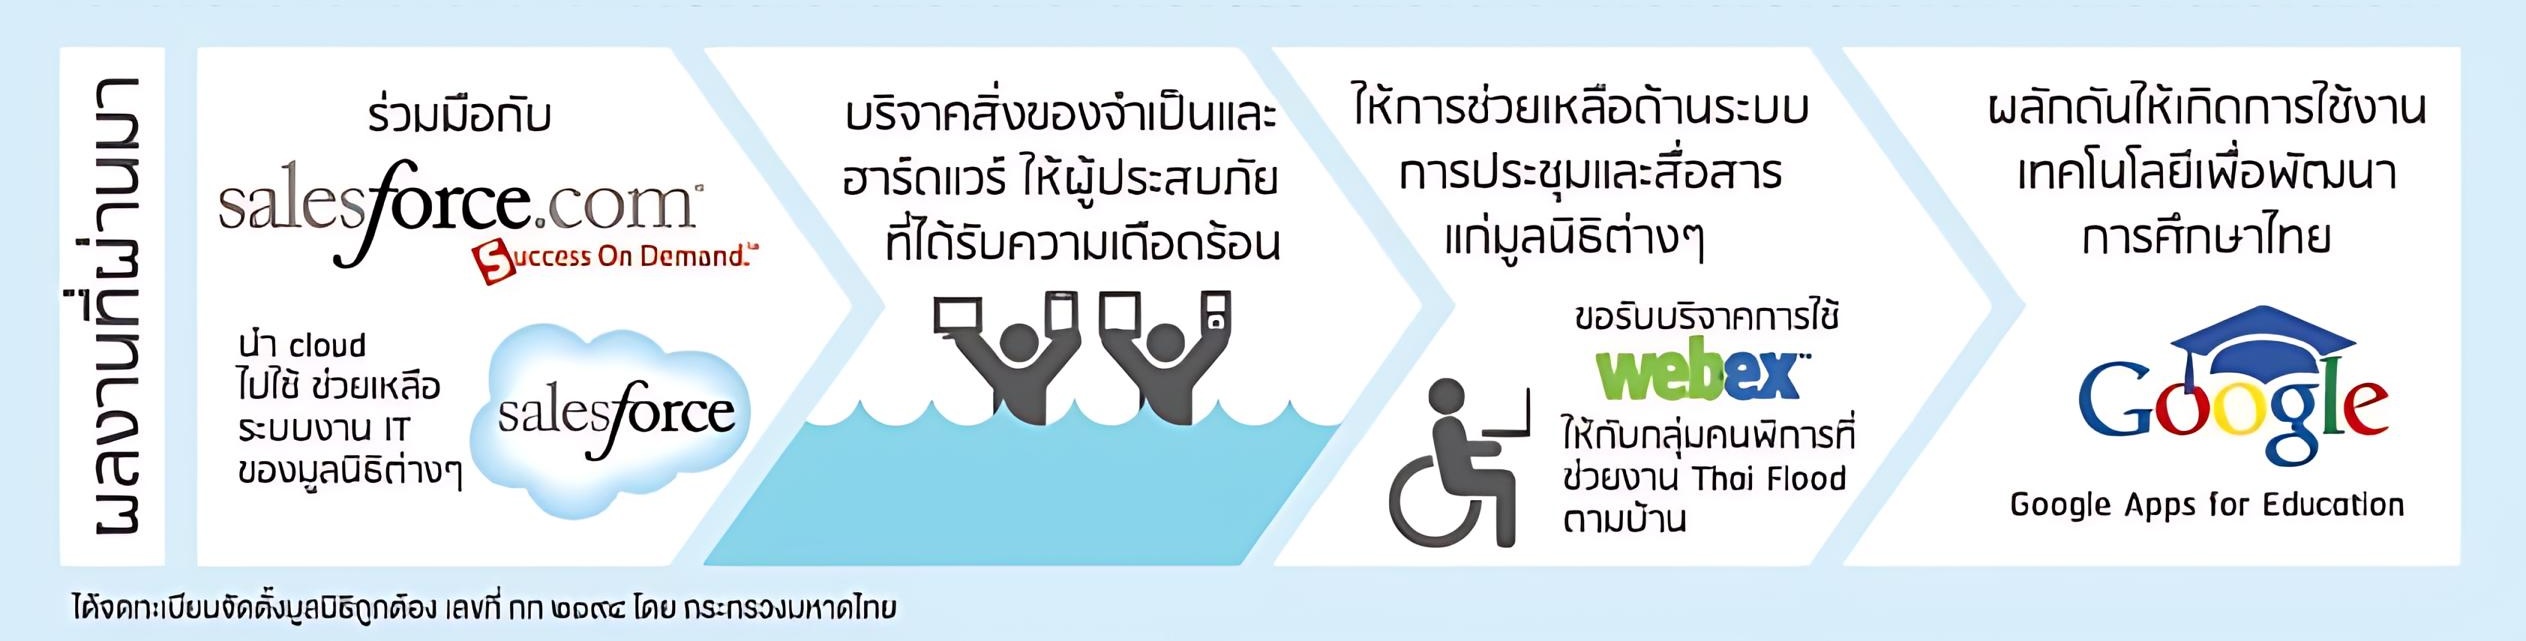 ผลงานที่ผ่านมา
ร่วมมือกับ
salesforce.com
Success On Demand.™
นำ cloud
ไปใช้ ช่วยเหลือ
ระบบงาน IT
ของมูลนิธิต่างๆ
salesforce
บริจาคสิ่งของจำเป็นและ
ฮาร์ดแวร์ ให้ผู้ประสบภัย
ที่ได้รับความเดือดร้อน
ให้การช่วยเหลือด้านระบบ
การประชุมและสื่อสาร
แก่มูลนิธิต่างๆ
ขอรับบริจาคการใช้
webex™
ให้กับกลุ่มคนพิการที่
ช่วยงาน Thai Flood
ตามบ้าน
ผลักดันให้เกิดการใช้งาน
เทคโนโลยีเพื่อพัฒนา
การศึกษาไทย
Google
Google Apps for Education
ได้จดทะเบียนจัดตั้งมูลนิธิถูกต้อง เลขที่ กท ๒๑๙๔ โดย กระทรวงมหาดไทย